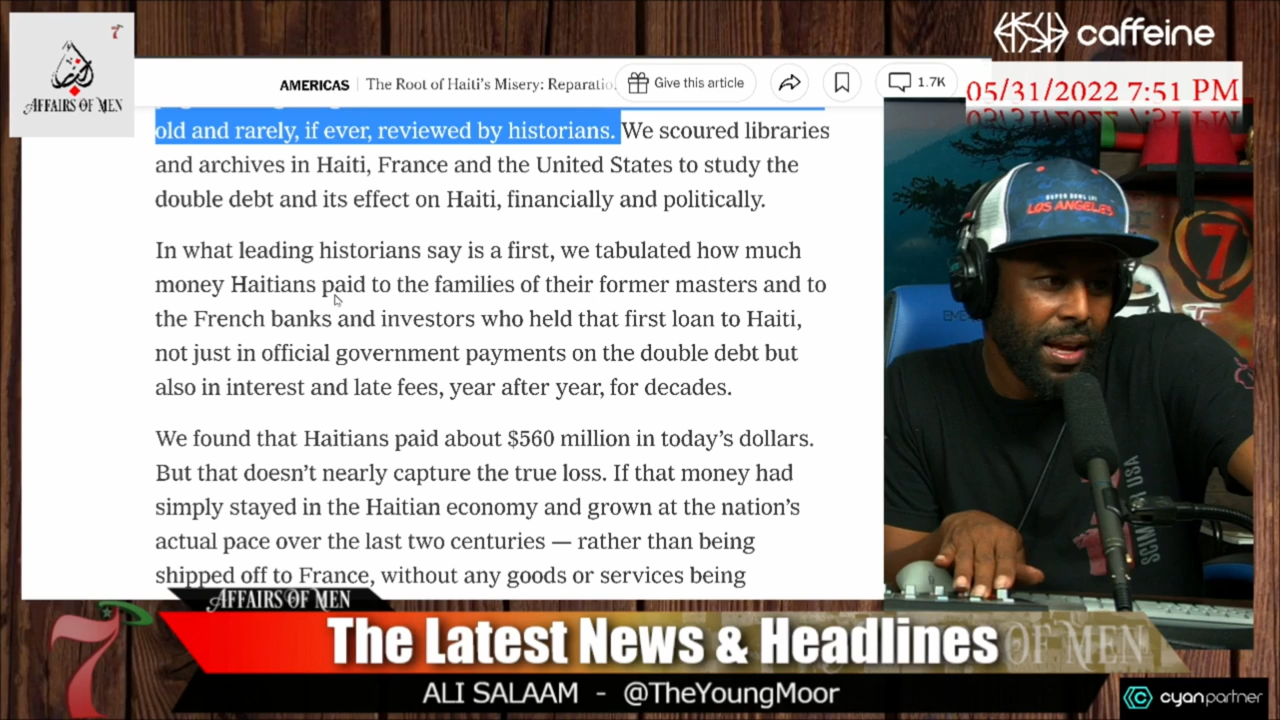 7
AFFAIRS OF MEN
caffeine
AMERICAS | The Root of Haiti's Misery: Reparatio
Give this article
1.7K
05/31/2022 7:51 PM
old and rarely, if ever, reviewed by historians. We scoured libraries
and archives in Haiti, France and the United States to study the
double debt and its effect on Haiti, financially and politically.
In what leading historians say is a first, we tabulated how much
money Haitians paid to the families of their former masters and to
the French banks and investors who held that first loan to Haiti,
not just in official government payments on the double debt but
also in interest and late fees, year after year, for decades.
We found that Haitians paid about $560 million in today's dollars.
But that doesn't nearly capture the true loss. If that money had
simply stayed in the Haitian economy and grown at the nation's
actual pace over the last two centuries — rather than being
shipped off to France, without any goods or services being
SUPER BOWL LVI
LOS ANGELES
7
AFFAIRS OF MEN
7
The Latest News & Headlines
OF MEN
ALI SALAAM - @TheYoungMoor
cyanpartner